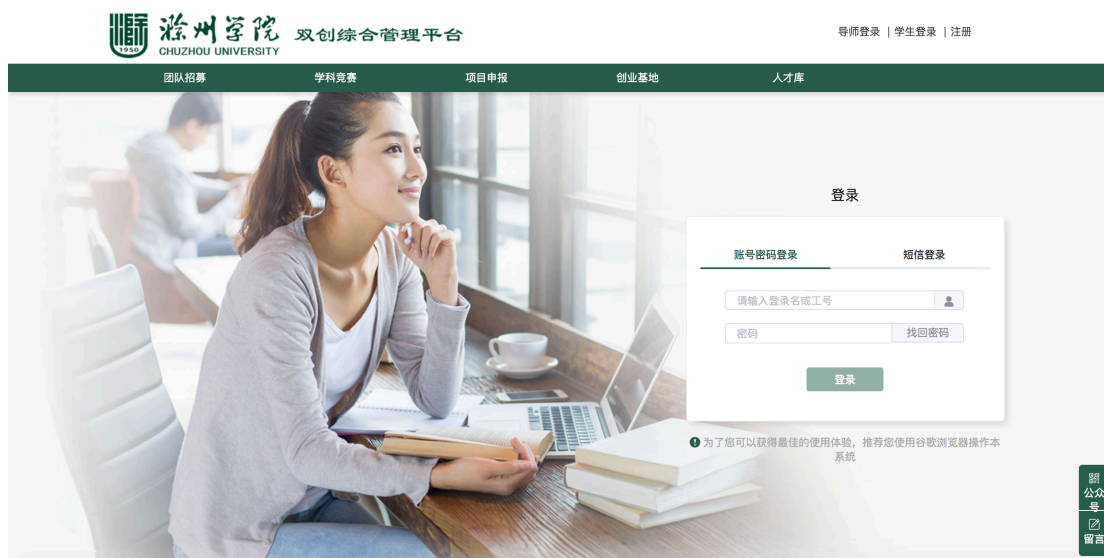 1950
滁州学院
CHUZHOU UNIVERSITY
双创综合管理平台
导师登录 | 学生登录 | 注册
团队招募 学科竞赛 项目申报 创业基地 人才库
登录
账号密码登录 短信登录
请输入登录名或工号
密码 找回密码
登录
为了您可以获得最佳的使用体验，推荐您使用谷歌浏览器操作本
系统
公众
号
留言